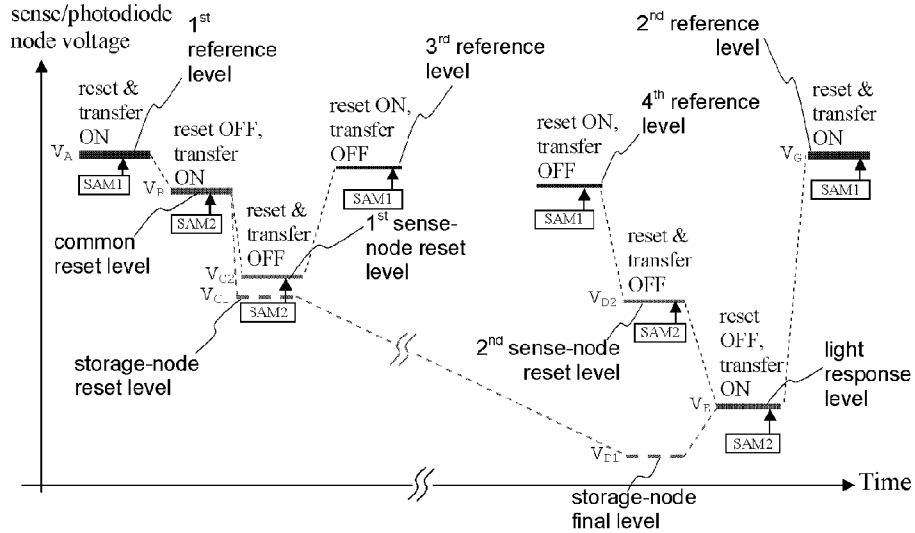 sense/photodiode
node voltage
1st
reference
level
3rd reference
level
2nd
reference
level
reset &
transfer
ON
VA
SAM1
reset OFF,
transfer
ON
VB
SAM2
common
reset level
reset &
transfer
OFF
VC2
VC1
SAM2
storage-node
reset level
reset ON,
transfer
OFF
SAM1
1st sense-
node reset
level
reset ON,
transfer
OFF
SAM1
4th
reference
level
reset &
transfer
OFF
VD2
SAM2
2nd sense-node
reset level
reset
OFF,
transfer
ON
VE
SAM2
light
response
level
reset &
transfer
ON
VG
SAM1
VD1
storage-node
final level
Time